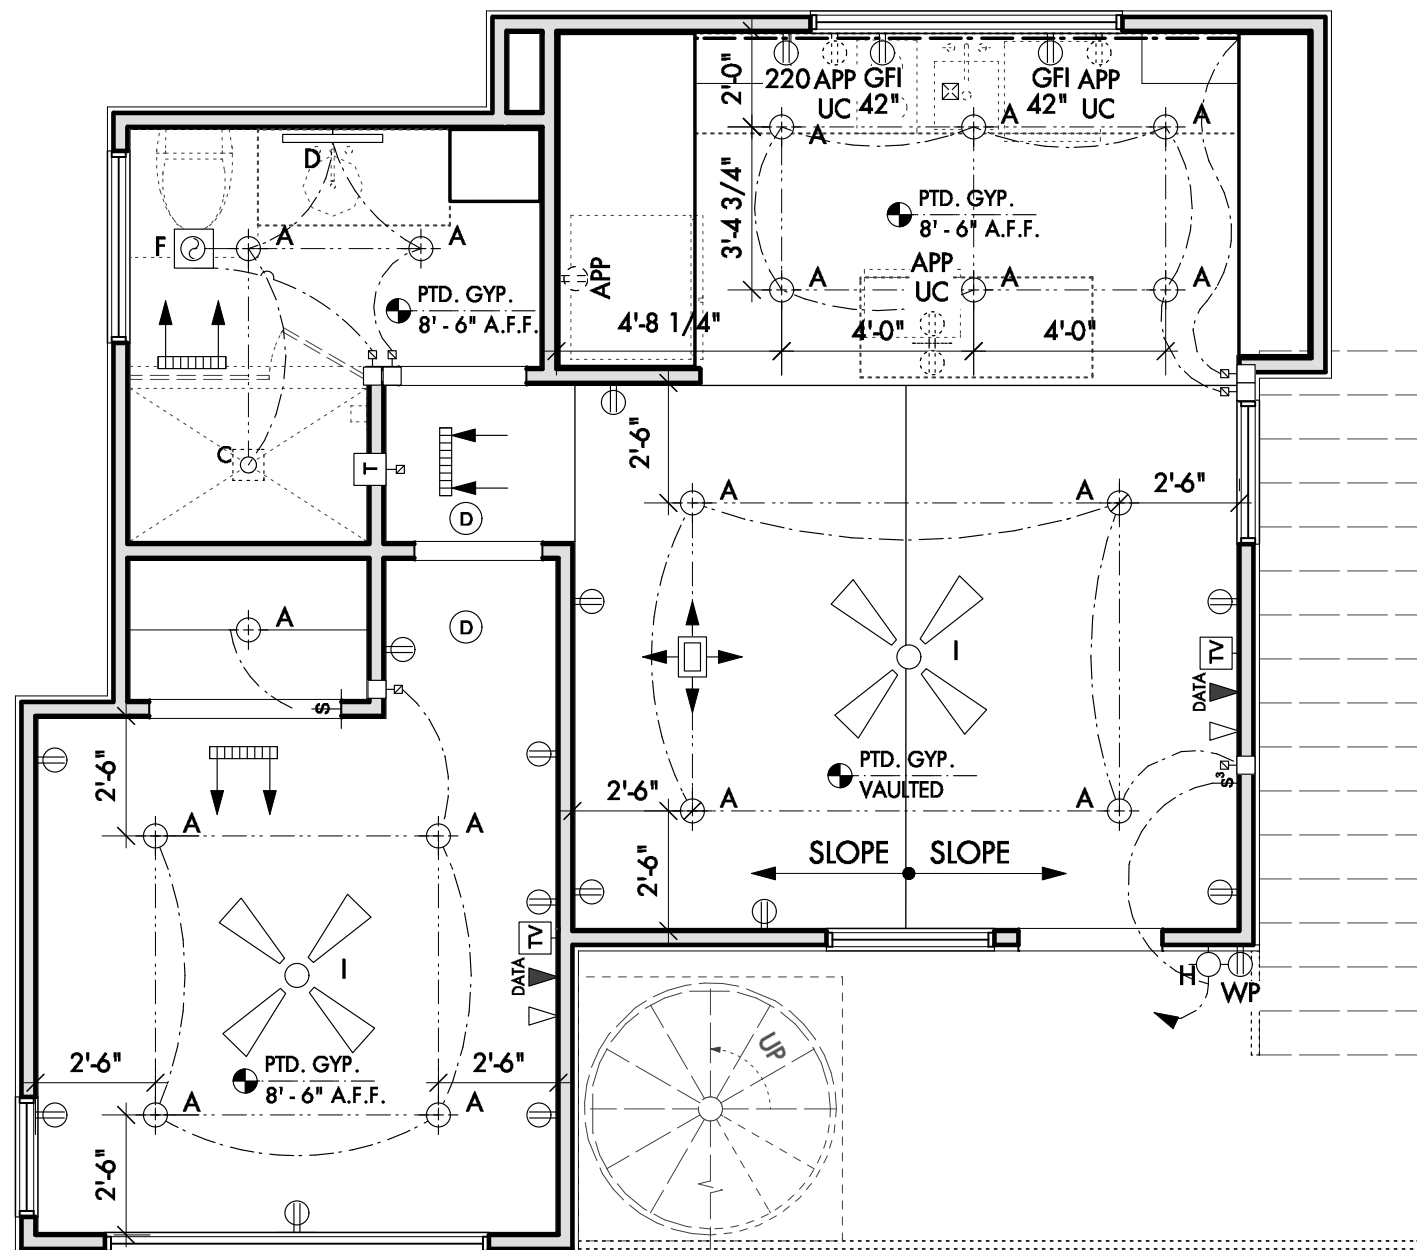 220 APP GFI GFI APP
UC 42" 42" UC
2'-0"
A A A
D
3'-4 3/4"
PTD. GYP.
8' - 6" A.F.F.
F A A
APP
APP
UC
A A A
PTD. GYP.
8' - 6" A.F.F.
4'-8 1/4" 4'-0" 4'-0"
C T
2'-6"
A A 2'-6"
D
A D
I
TV
DATA
S
2'-6"
PTD. GYP.
VAULTED
S3
2'-6" A A
A A
SLOPE SLOPE
2'-6"
TV
DATA
I
H WP
UP
2'-6" PTD. GYP. 2'-6"
8' - 6" A.F.F.
A A
2'-6"